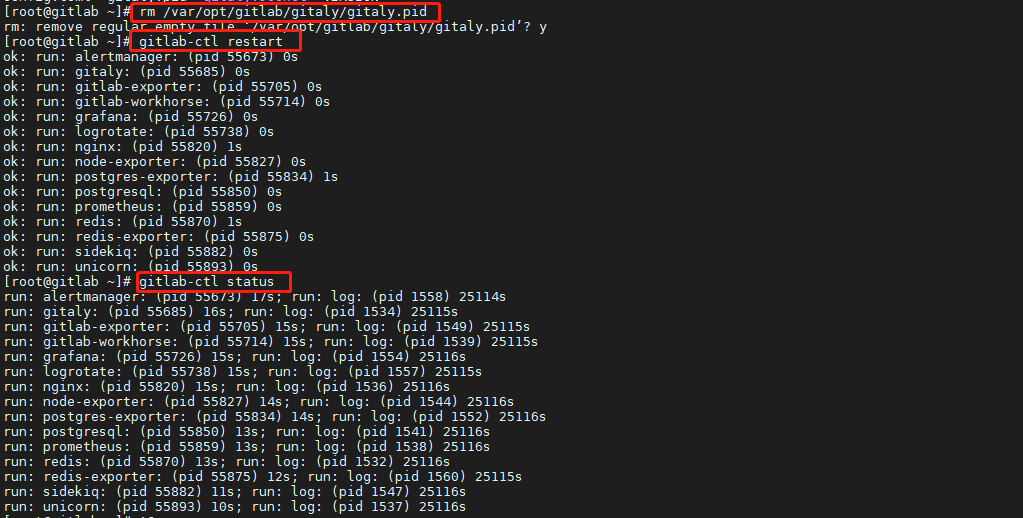 [root@gitlab ~]# rm /var/opt/gitlab/gitaly/gitaly.pid
rm: remove regular empty file ‘/var/opt/gitlab/gitaly/gitaly.pid’? y
[root@gitlab ~]# gitlab-ctl restart
ok: run: alertmanager: (pid 55673) 0s
ok: run: gitaly: (pid 55685) 0s
ok: run: gitlab-exporter: (pid 55705) 0s
ok: run: gitlab-workhorse: (pid 55714) 0s
ok: run: grafana: (pid 55726) 0s
ok: run: logrotate: (pid 55738) 0s
ok: run: nginx: (pid 55820) 1s
ok: run: node-exporter: (pid 55827) 0s
ok: run: postgres-exporter: (pid 55834) 1s
ok: run: postgresql: (pid 55850) 0s
ok: run: prometheus: (pid 55859) 0s
ok: run: redis: (pid 55870) 1s
ok: run: redis-exporter: (pid 55875) 0s
ok: run: sidekiq: (pid 55882) 0s
ok: run: unicorn: (pid 55893) 0s
[root@gitlab ~]# gitlab-ctl status
run: alertmanager: (pid 55673) 17s; run: log: (pid 1558) 25114s
run: gitaly: (pid 55685) 16s; run: log: (pid 1534) 25115s
run: gitlab-exporter: (pid 55705) 15s; run: log: (pid 1549) 25115s
run: gitlab-workhorse: (pid 55714) 15s; run: log: (pid 1539) 25115s
run: grafana: (pid 55726) 15s; run: log: (pid 1554) 25116s
run: logrotate: (pid 55738) 15s; run: log: (pid 1557) 25115s
run: nginx: (pid 55820) 15s; run: log: (pid 1536) 25116s
run: node-exporter: (pid 55827) 14s; run: log: (pid 1544) 25116s
run: postgres-exporter: (pid 55834) 14s; run: log: (pid 1552) 25116s
run: postgresql: (pid 55850) 13s; run: log: (pid 1541) 25116s
run: prometheus: (pid 55859) 13s; run: log: (pid 1538) 25116s
run: redis: (pid 55870) 13s; run: log: (pid 1532) 25116s
run: redis-exporter: (pid 55875) 12s; run: log: (pid 1560) 25115s
run: sidekiq: (pid 55882) 11s; run: log: (pid 1547) 25116s
run: unicorn: (pid 55893) 10s; run: log: (pid 1537) 25116s